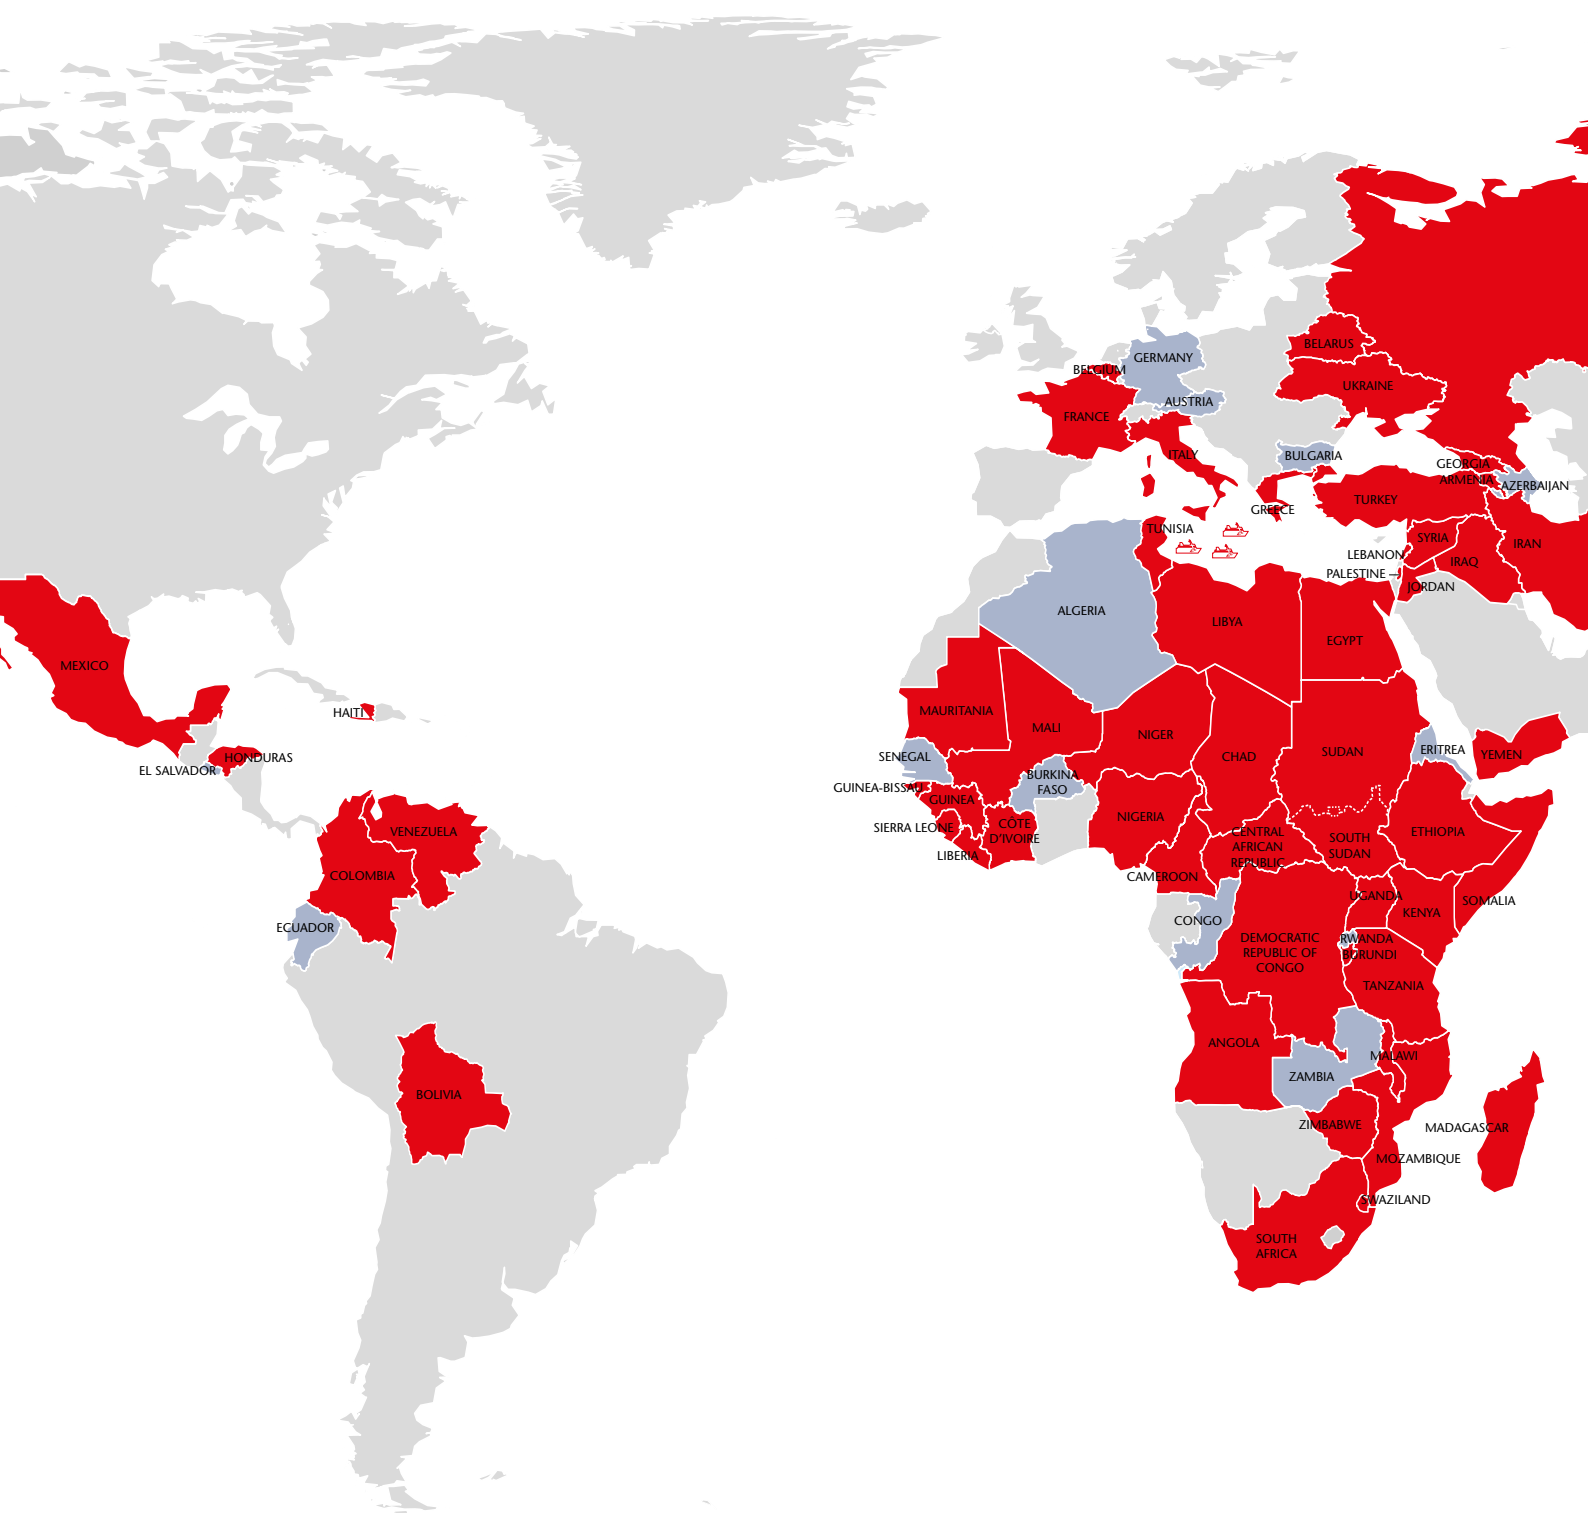 GERMANY
BELGIUM
AUSTRIA
FRANCE
ITALY
BULGARIA
BELARUS
UKRAINE
GEORGIA
ARMENIA
AZERBAIJAN
TURKEY
GREECE
TUNISIA
SYRIA
LEBANON
IRAQ
IRAN
PALESTINE
JORDAN
ALGERIA
LIBYA
EGYPT
MEXICO
HAITI
HONDURAS
EL SALVADOR
MAURITANIA
MALI
NIGER
CHAD
SUDAN
ERITREA
YEMEN
SENEGAL
BURKINA
FASO
GUINEA-BISSAU
GUINEA
SIERRA LEONE
CÔTE
D'IVOIRE
LIBERIA
NIGERIA
CENTRAL
AFRICAN
REPUBLIC
SOUTH
SUDAN
ETHIOPIA
CAMEROON
VENEZUELA
COLOMBIA
ECUADOR
UGANDA
KENYA
SOMALIA
CONGO
DEMOCRATIC
REPUBLIC OF
CONGO
RWANDA
BURUNDI
TANZANIA
ANGOLA
MALAWI
ZAMBIA
BOLIVIA
ZIMBABWE
MADAGASCAR
MOZAMBIQUE
SWAZILAND
SOUTH
AFRICA